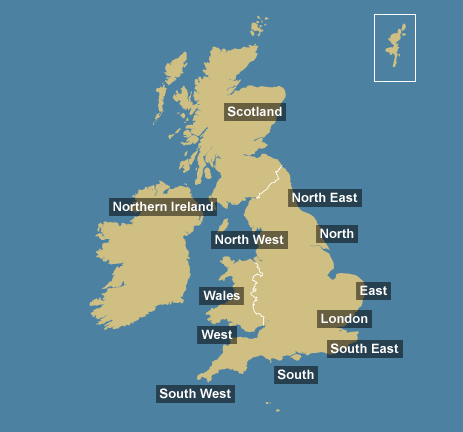 Scotland
North East
Northern Ireland
North
North West
East
Wales
London
West
South East
South
South West